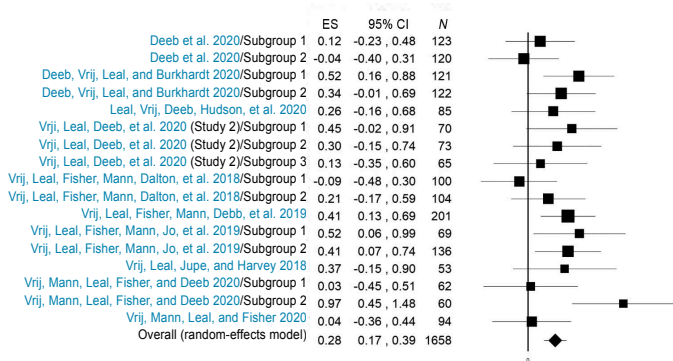 ES 95% CI N
Deeb et al. 2020/Subgroup 1 0.12 -0.23 , 0.48 123
Deeb et al. 2020/Subgroup 2 -0.04 -0.40 , 0.31 120
Deeb, Vrij, Leal, and Burkhardt 2020/Subgroup 1 0.52 0.16 , 0.88 121
Deeb, Vrij, Leal, and Burkhardt 2020/Subgroup 2 0.34 -0.01 , 0.69 122
Leal, Vrij, Deeb, Hudson, et al. 2020 0.26 -0.16 , 0.68 85
Vrji, Leal, Deeb, et al. 2020 (Study 2)/Subgroup 1 0.45 -0.02 , 0.91 70
Vrij, Leal, Deeb, et al. 2020 (Study 2)/Subgroup 2 0.30 -0.15 , 0.74 73
Vrij, Leal, Deeb, et al. 2020 (Study 2)/Subgroup 3 0.13 -0.35 , 0.60 65
Vrij, Leal, Fisher, Mann, Dalton, et al. 2018/Subgroup 1 -0.09 -0.48 , 0.30 100
Vrij, Leal, Fisher, Mann, Dalton, et al. 2018/Subgroup 2 0.21 -0.17 , 0.59 104
Vrij, Leal, Fisher, Mann, Debb, et al. 2019 0.41 0.13 , 0.69 201
Vrij, Leal, Fisher, Mann, Jo, et al. 2019/Subgroup 1 0.52 0.06 , 0.99 69
Vrij, Leal, Fisher, Mann, Jo, et al. 2019/Subgroup 2 0.41 0.07 , 0.74 136
Vrij, Leal, Jupe, and Harvey 2018 0.37 -0.15 , 0.90 53
Vrij, Mann, Leal, Fisher, and Deeb 2020/Subgroup 1 0.03 -0.45 , 0.51 62
Vrij, Mann, Leal, Fisher, and Deeb 2020/Subgroup 2 0.97 0.45 , 1.48 60
Vrij, Mann, Leal, and Fisher 2020 0.04 -0.36 , 0.44 94
Overall (random-effects model) 0.28 0.17 , 0.39 1658